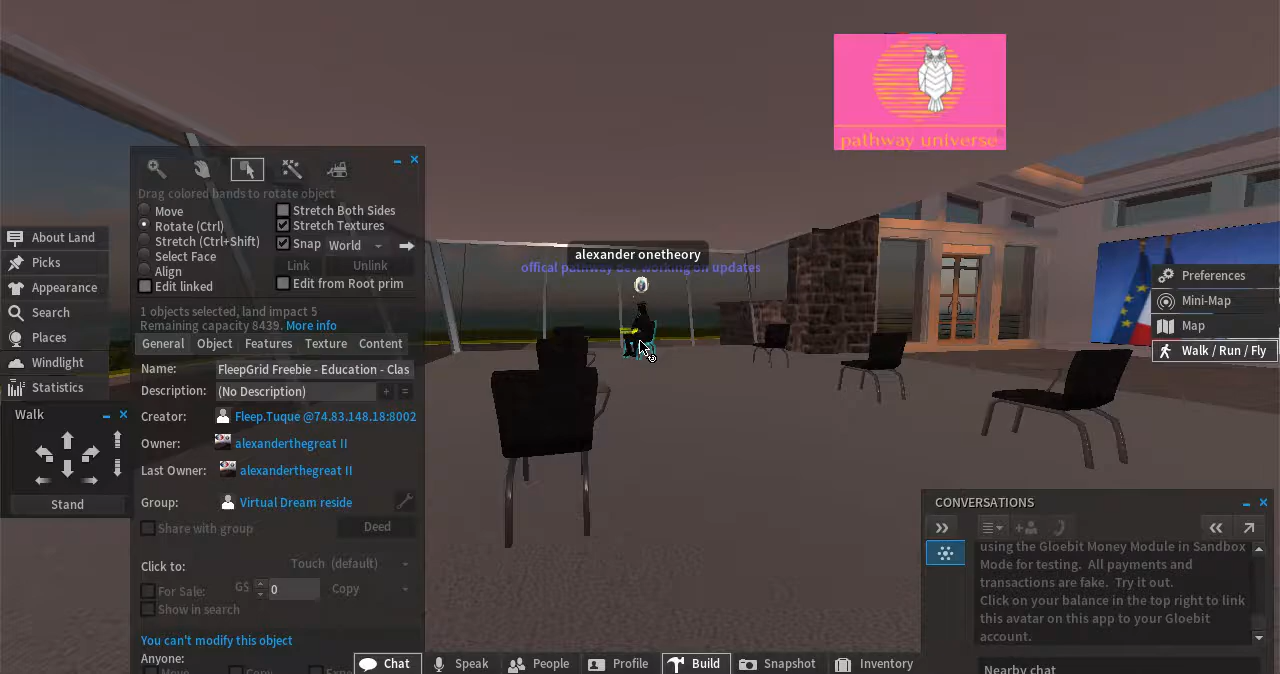 pathway universe
Drag colored bands to rotate object
Move
Rotate (Ctrl)
Stretch (Ctrl+Shift)
Select Face
Align
Edit linked
Stretch Both Sides
Stretch Textures
Snap World
Link Unlink
Edit from Root prim
1 objects selected, land impact 5
Remaining capacity 8439. More info
General Object Features Texture Content
Name: FleepGrid Freebie - Education - Clas
Description: (No Description)
Creator: Fleep.Tuque @74.83.148.18:8002
Owner: alexanderthegreat II
Last Owner: alexanderthegreat II
Group: Virtual Dream reside
Share with group Deed
Click to: Touch (default)
For Sale: G$ 0 Copy
Show in search
You can't modify this object
Anyone:
About Land
Picks
Appearance
Search
Places
Windlight
Statistics
Walk
Stand
alexander onetheory
Preferences
Mini-Map
Map
Walk / Run / Fly
CONVERSATIONS
using the Gloebit Money Module in Sandbox
Mode for testing. All payments and
transactions are fake. Try it out.
Click on your balance in the top right to link
this avatar on this app to your Gloebit
account.
Nearby chat
Chat Speak People Profile Build Snapshot Inventory